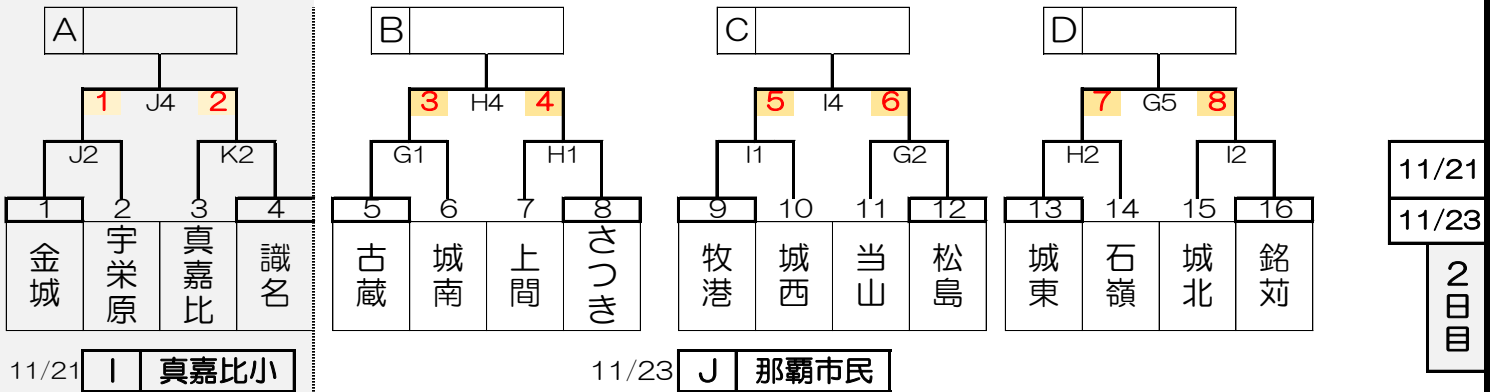 A B C D
1 J4 2 3 H4 4 5 I4 6 7 G5 8
J2 K2 G1 H1 I1 G2 H2 I2
11/21
1 2 3 4 5 6 7 8 9 10 11 12 13 14 15 16
11/23
金城 宇栄原 真嘉比 識名 古蔵 城南 上間 さつき 牧港 城西 当山 松島 城東 石嶺 城北 銘苅
2日目
11/21 I 真嘉比小 11/23 J 那覇市民